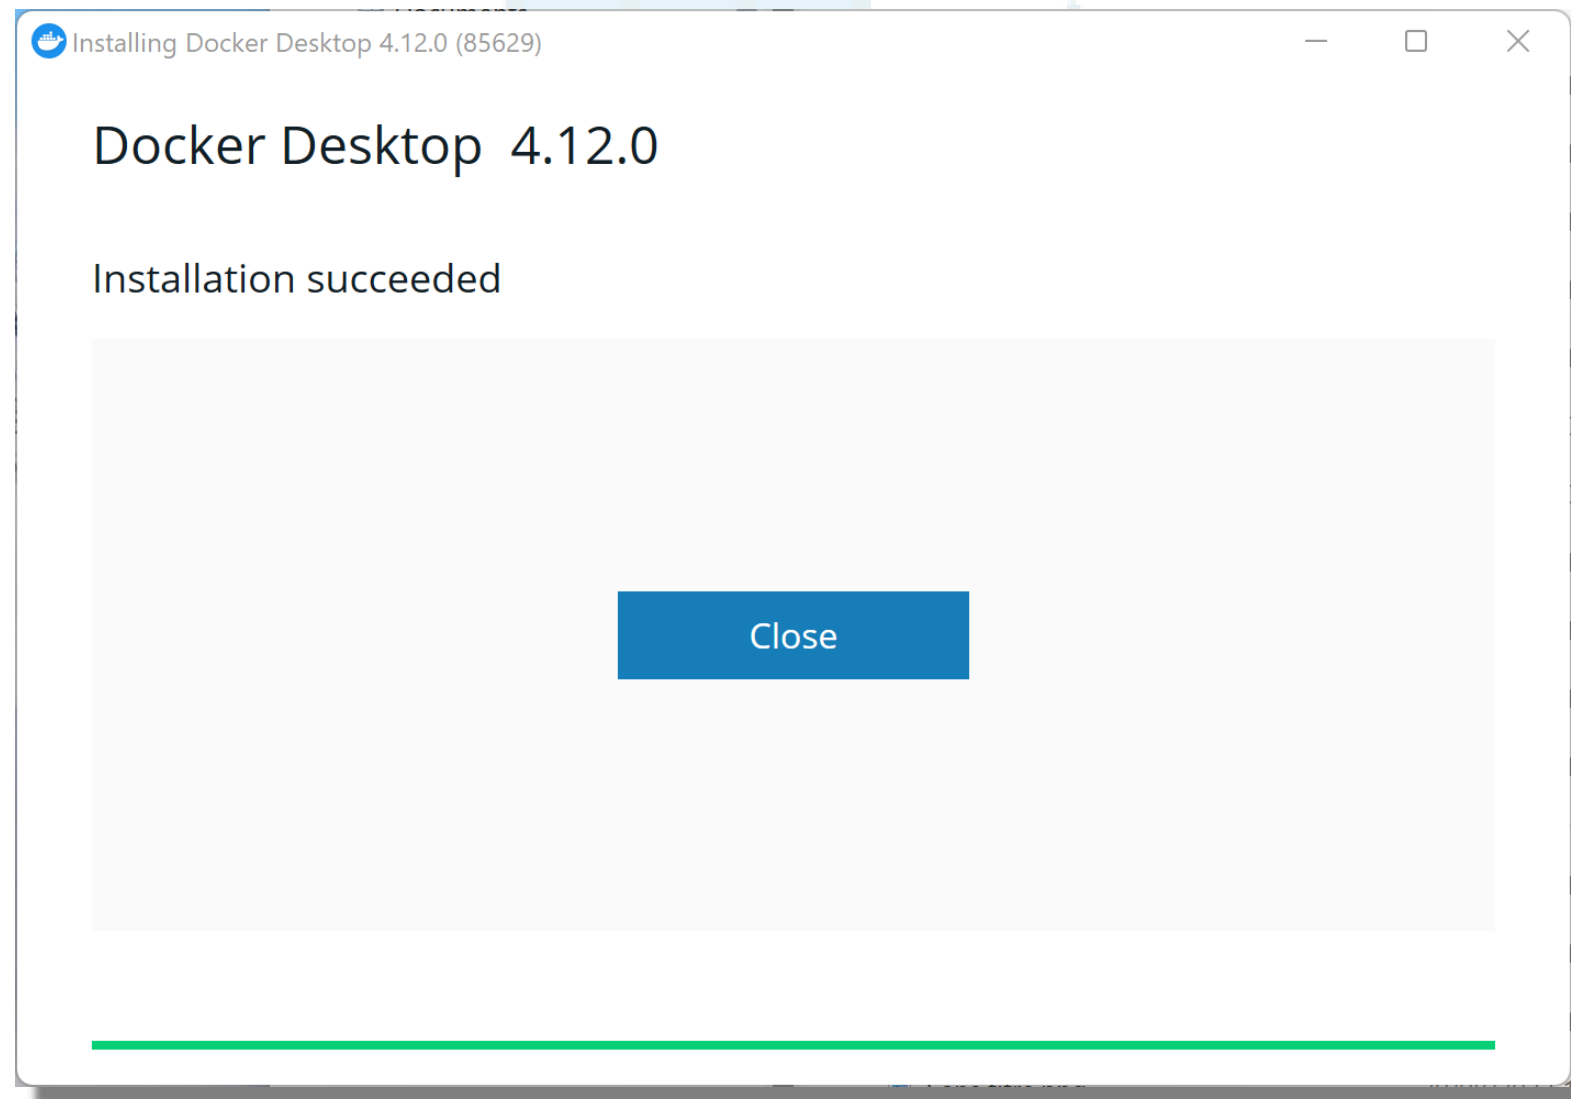 Installing Docker Desktop 4.12.0 (85629)
Docker Desktop 4.12.0
Installation succeeded
Close